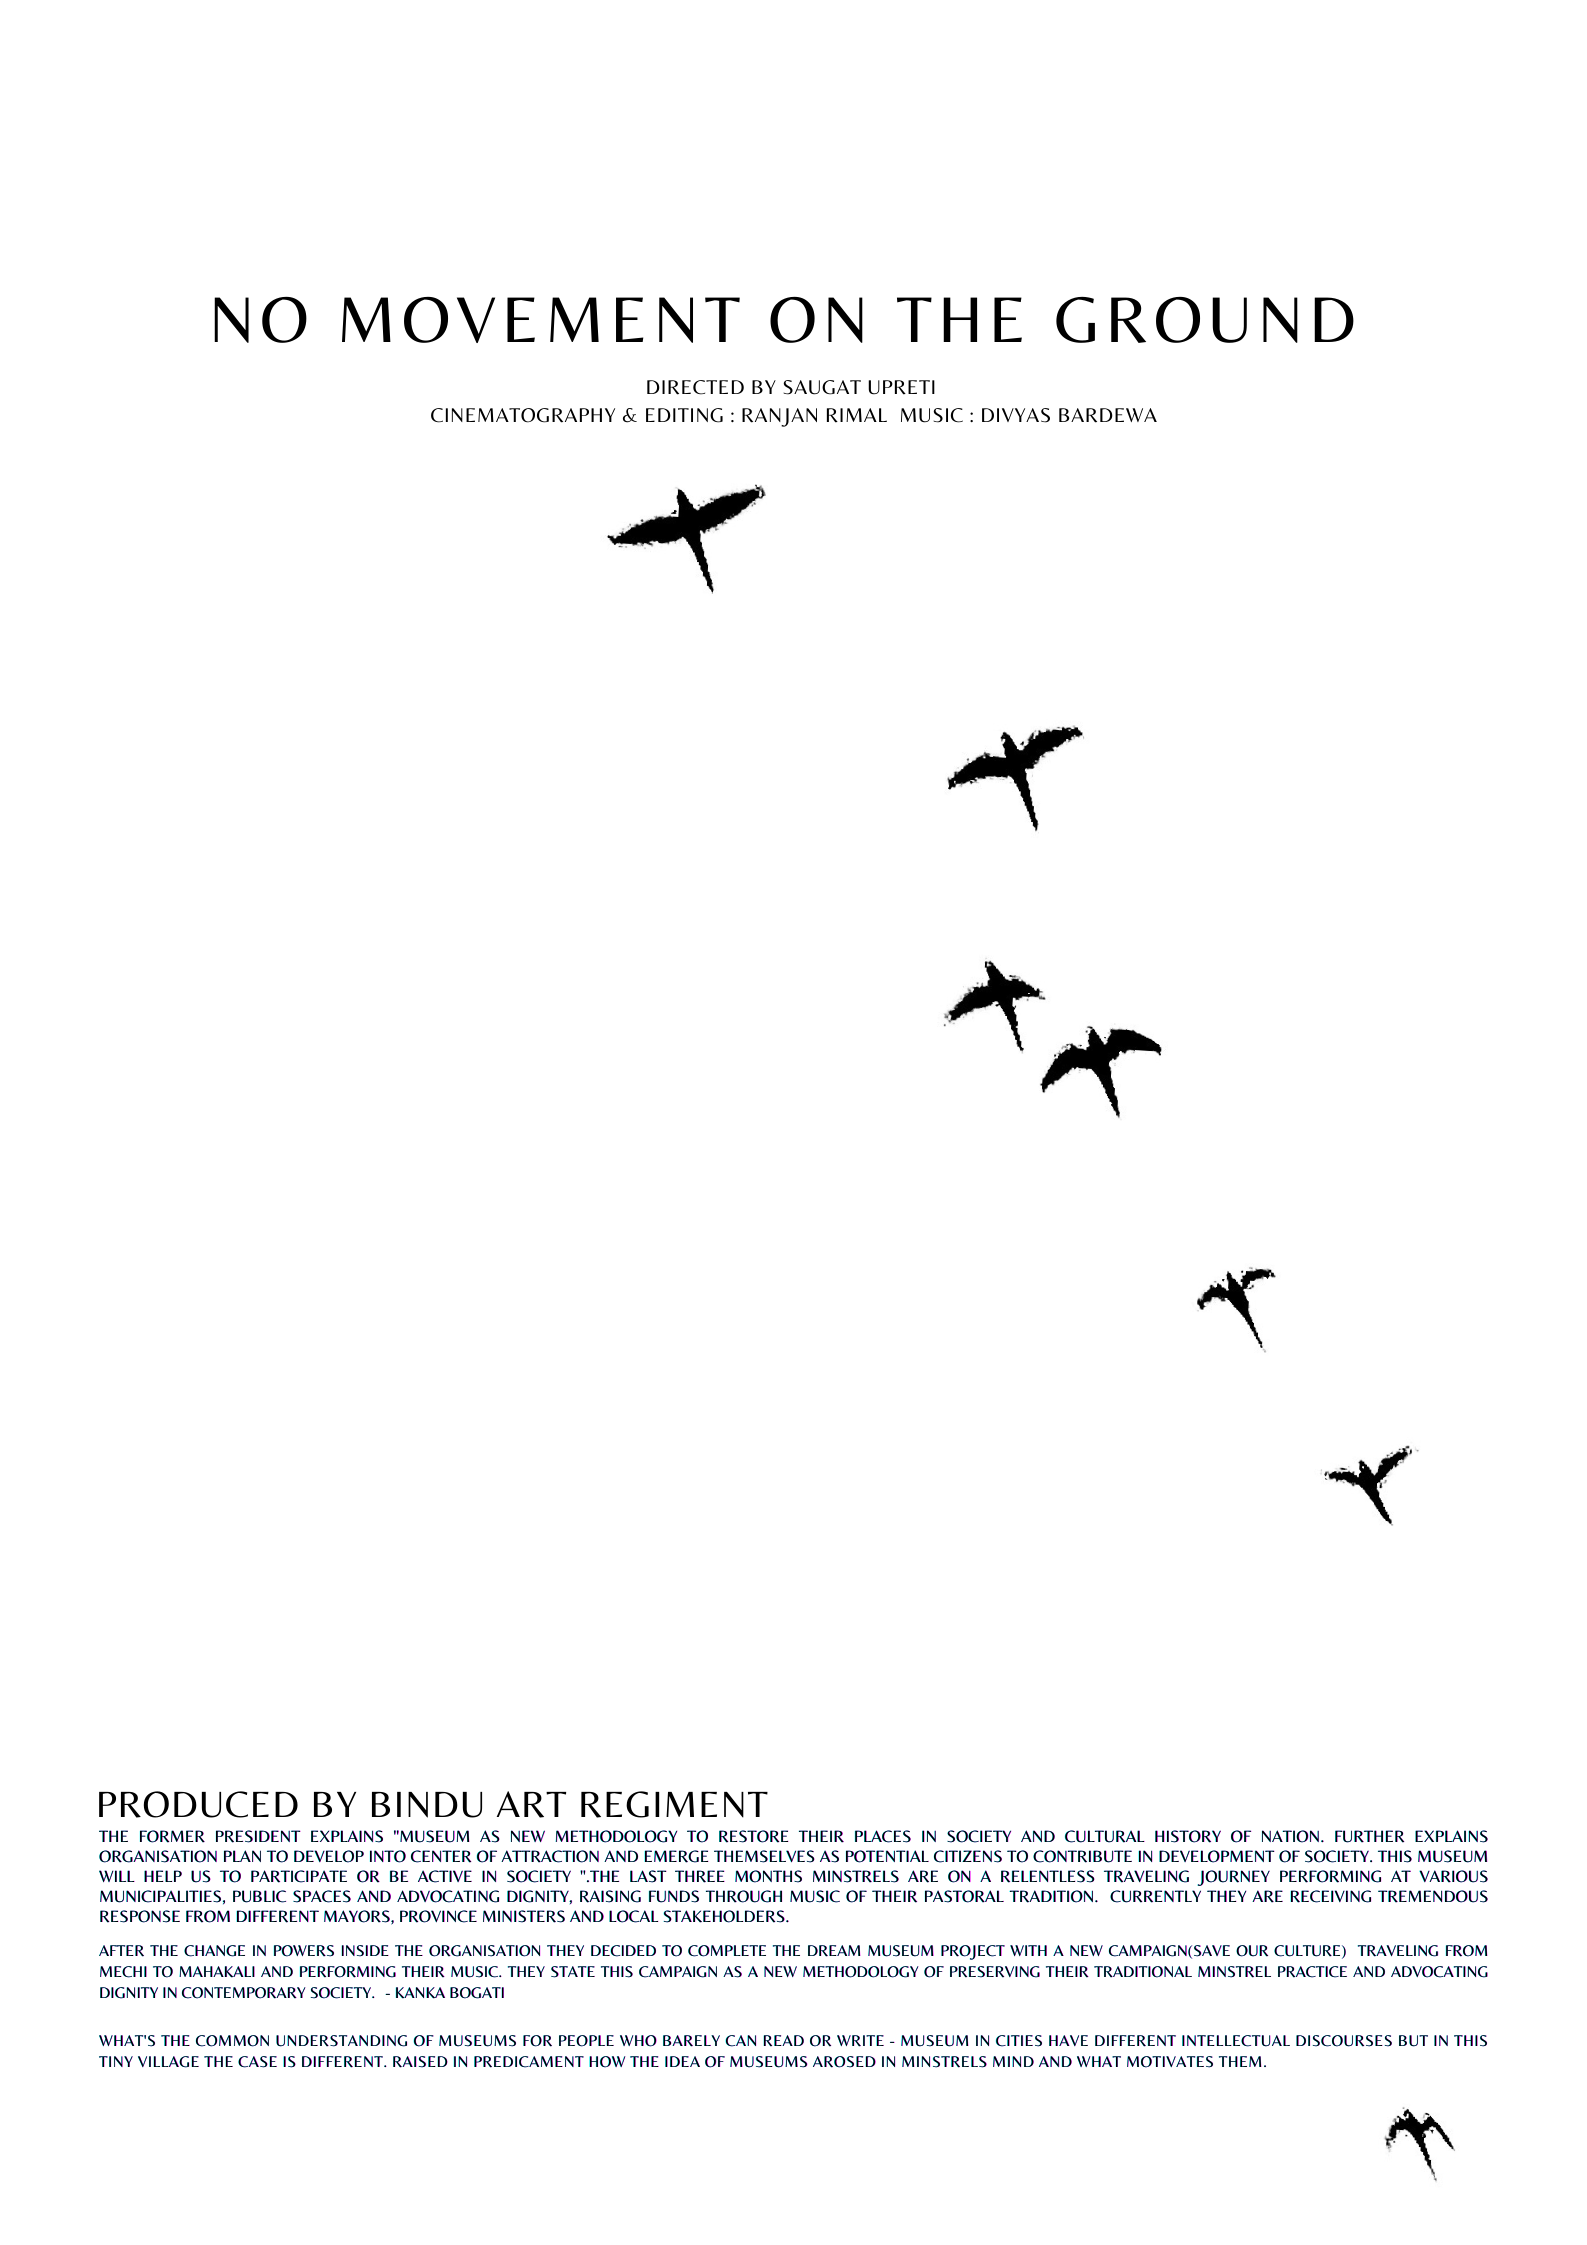 NO MOVEMENT ON THE GROUND
DIRECTED BY SAUGAT UPRETI
CINEMATOGRAPHY & EDITING : RANJAN RIMAL  MUSIC : DIVYAS BARDEWA
PRODUCED BY BINDU ART REGIMENT
THE FORMER PRESIDENT EXPLAINS "MUSEUM AS NEW METHODOLOGY TO RESTORE THEIR PLACES IN SOCIETY AND CULTURAL HISTORY OF NATION. FURTHER EXPLAINS
ORGANISATION PLAN TO DEVELOP INTO CENTER OF ATTRACTION AND EMERGE THEMSELVES AS POTENTIAL CITIZENS TO CONTRIBUTE IN DEVELOPMENT OF SOCIETY. THIS MUSEUM
WILL HELP US TO PARTICIPATE OR BE ACTIVE IN SOCIETY ".THE LAST THREE MONTHS MINSTRELS ARE ON A RELENTLESS TRAVELING JOURNEY PERFORMING AT VARIOUS
MUNICIPALITIES, PUBLIC SPACES AND ADVOCATING DIGNITY, RAISING FUNDS THROUGH MUSIC OF THEIR PASTORAL TRADITION.  CURRENTLY THEY ARE RECEIVING TREMENDOUS
RESPONSE FROM DIFFERENT MAYORS, PROVINCE MINISTERS AND LOCAL STAKEHOLDERS.
AFTER THE CHANGE IN POWERS INSIDE THE ORGANISATION THEY DECIDED TO COMPLETE THE DREAM MUSEUM PROJECT WITH A NEW CAMPAIGN(SAVE OUR CULTURE)  TRAVELING FROM
MECHI TO MAHAKALI AND PERFORMING THEIR MUSIC. THEY STATE THIS CAMPAIGN AS A NEW METHODOLOGY OF PRESERVING THEIR TRADITIONAL MINSTREL PRACTICE AND ADVOCATING
DIGNITY IN CONTEMPORARY SOCIETY.  - KANKA BOGATI
WHAT'S THE COMMON UNDERSTANDING OF MUSEUMS FOR PEOPLE WHO BARELY CAN READ OR WRITE - MUSEUM IN CITIES HAVE DIFFERENT INTELLECTUAL DISCOURSES BUT IN THIS
TINY VILLAGE THE CASE IS DIFFERENT. RAISED IN PREDICAMENT HOW THE IDEA OF MUSEUMS AROSED IN MINSTRELS MIND AND WHAT MOTIVATES THEM.